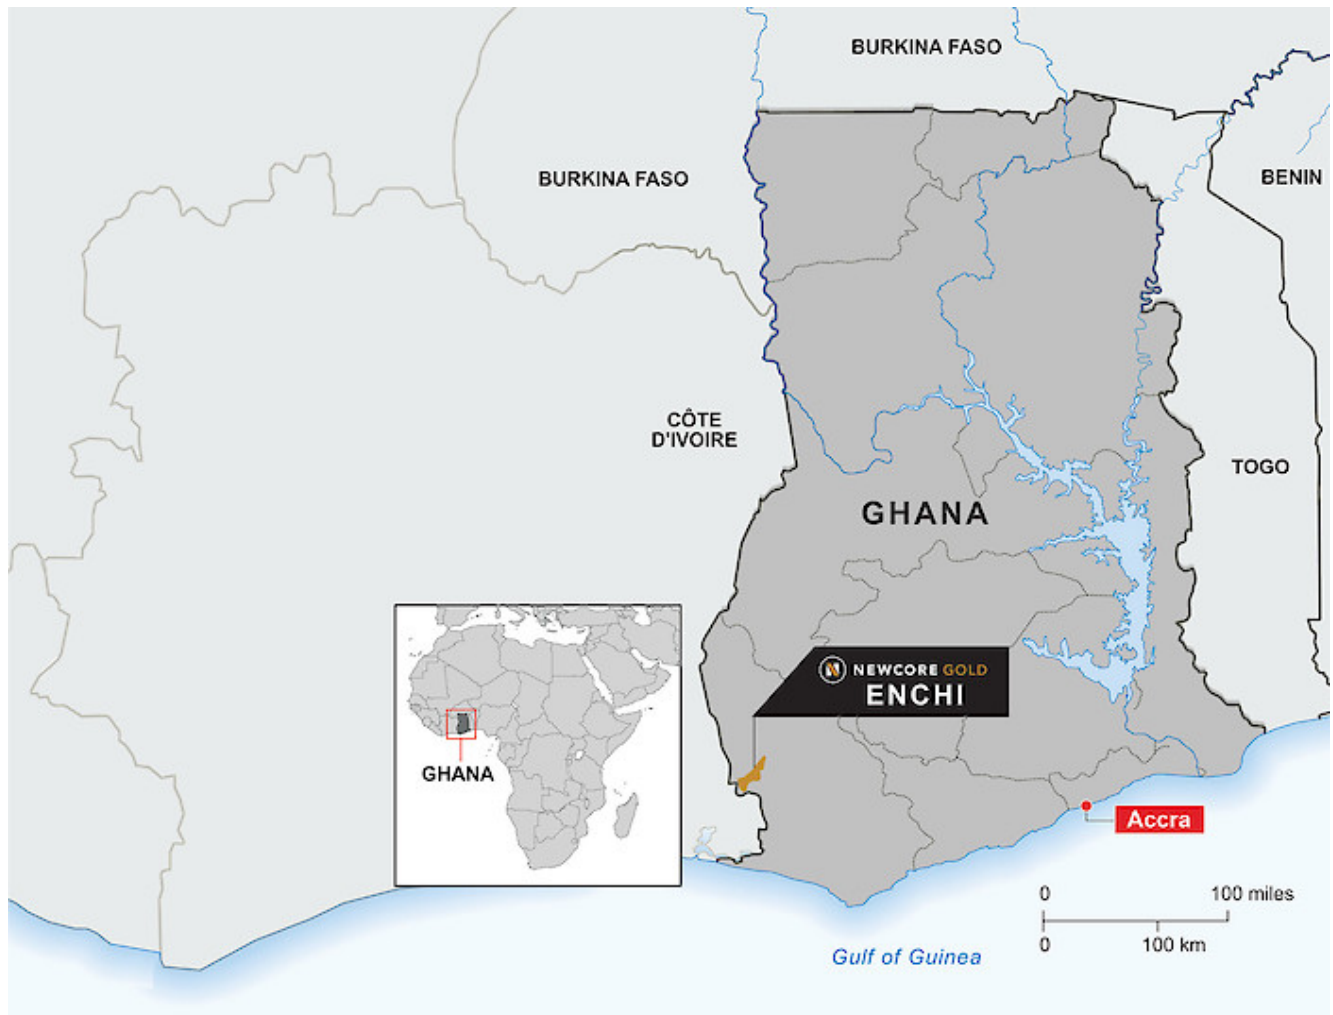 BURKINA FASO
BURKINA FASO
BENIN
CÔTE
D'IVOIRE
TOGO
GHANA
NEWCORE GOLD
ENCHI
GHANA
Accra
0 100 miles
0 100 km
Gulf of Guinea